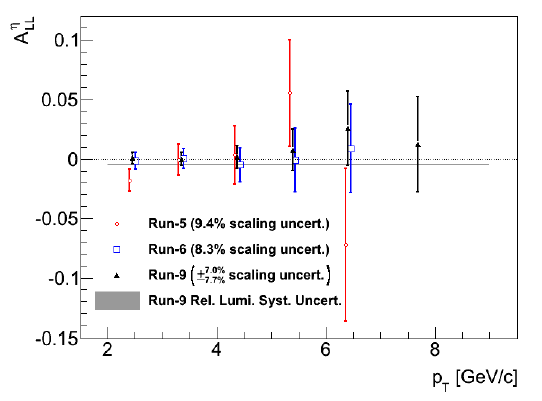 A_LL^η
0.1
0.05
0
-0.05
-0.1
-0.15
Run-5 (9.4% scaling uncert.)
Run-6 (8.3% scaling uncert.)
Run-9 (+7.0% -7.7% scaling uncert.)
Run-9 Rel. Lumi. Syst. Uncert.
2 4 6 8
p_T [GeV/c]